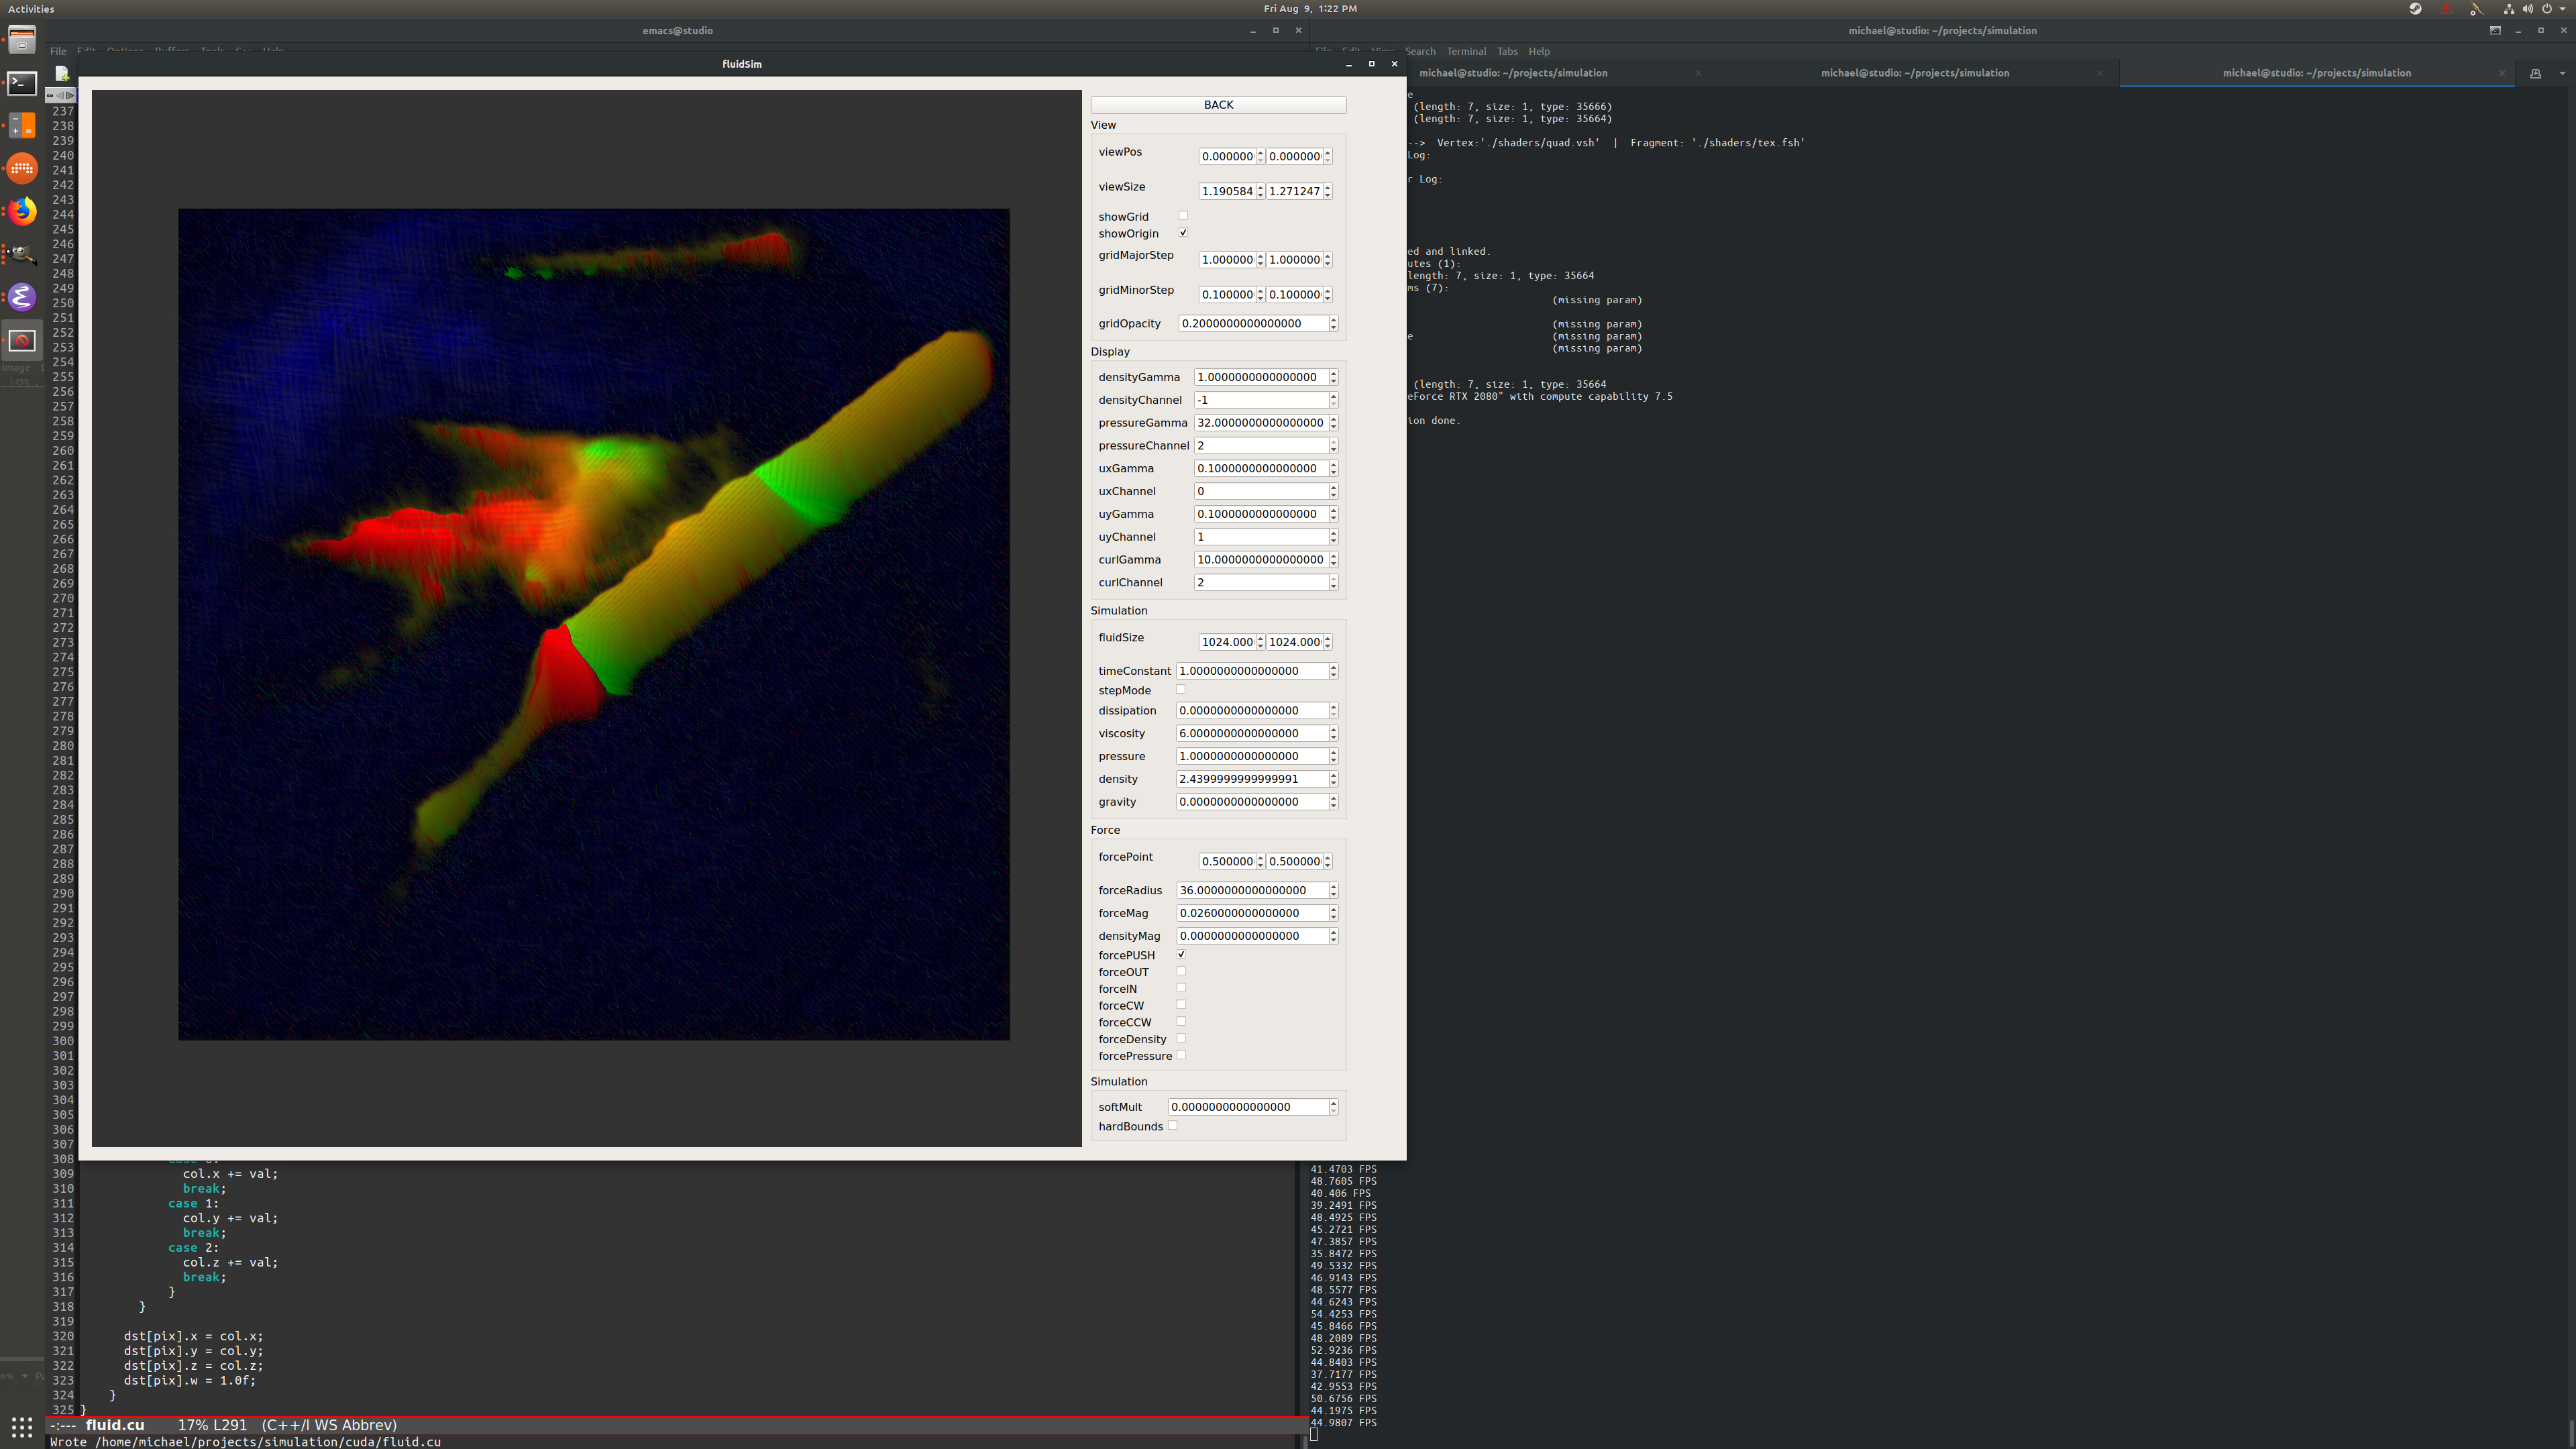 Activities
Fri Aug 9, 1:22 PM
emacs@studio
michael@studio: ~/projects/simulation
File Edit Options Buffers Tools C++ Help
File Edit View Search Terminal Tabs Help
fluidSim
michael@studio: ~/projects/simulation
michael@studio: ~/projects/simulation
michael@studio: ~/projects/simulation
BACK
View
viewPos 0.000000 0.000000
viewSize 1.190584 1.271247
showGrid
showOrigin
gridMajorStep 1.000000 1.000000
gridMinorStep 0.100000 0.100000
gridOpacity 0.2000000000000000
Display
densityGamma 1.0000000000000000
densityChannel -1
pressureGamma 32.0000000000000000
pressureChannel 2
uxGamma 0.1000000000000000
uxChannel 0
uyGamma 0.1000000000000000
uyChannel 1
curlGamma 10.0000000000000000
curlChannel 2
Simulation
fluidSize 1024.000 1024.000
timeConstant 1.0000000000000000
stepMode
dissipation 0.0000000000000000
viscosity 6.0000000000000000
pressure 1.0000000000000000
density 2.4399999999999991
gravity 0.0000000000000000
Force
forcePoint 0.500000 0.500000
forceRadius 36.0000000000000000
forceMag 0.0260000000000000
densityMag 0.0000000000000000
forcePUSH
forceOUT
forceIN
forceCW
forceCCW
forceDensity
forcePressure
Simulation
softMult 0.0000000000000000
hardBounds
e
(length: 7, size: 1, type: 35666)
(length: 7, size: 1, type: 35664)
--> Vertex:'./shaders/quad.vsh' | Fragment: './shaders/tex.fsh'
Log:
r Log:
ed and linked.
utes (1):
length: 7, size: 1, type: 35664
ms (7):
(missing param)
(missing param)
e (missing param)
(missing param)
(length: 7, size: 1, type: 35664
eForce RTX 2080" with compute capability 7.5
ion done.
237
238
239
240
241
242
243
244
245
246
247
248
249
250
251
252
253
254
255
256
257
258
259
260
261
262
263
264
265
266
267
268
269
270
271
272
273
274
275
276
277
278
279
280
281
282
283
284
285
286
287
288
289
290
291
292
293
294
295
296
297
298
299
300
301
302
303
304
305
306
307
308
309 col.x += val;
310 break;
311 case 1:
312 col.y += val;
313 break;
314 case 2:
315 col.z += val;
316 break;
317 }
318 }
319
320 dst[pix].x = col.x;
321 dst[pix].y = col.y;
322 dst[pix].z = col.z;
323 dst[pix].w = 1.0f;
324 }
325 }
-:--- fluid.cu 17% L291 (C++/l WS Abbrev)
Wrote /home/michael/projects/simulation/cuda/fluid.cu
41.4703 FPS
48.7605 FPS
40.406 FPS
39.2491 FPS
48.4925 FPS
45.2721 FPS
47.3857 FPS
35.8472 FPS
49.5332 FPS
46.9143 FPS
48.5577 FPS
44.6243 FPS
54.4253 FPS
45.8466 FPS
48.2089 FPS
52.9236 FPS
44.8403 FPS
37.7177 FPS
42.9553 FPS
50.6756 FPS
44.1975 FPS
44.9807 FPS
Image